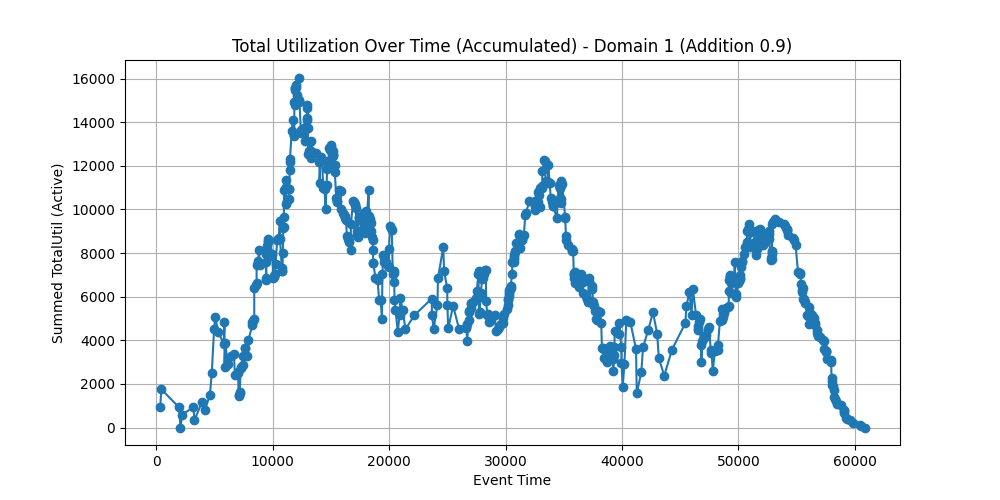 Total Utilization Over Time (Accumulated) - Domain 1 (Addition 0.9)
Summed TotalUtil (Active)
16000
14000
12000
10000
8000
6000
4000
2000
0
0 10000 20000 30000 40000 50000 60000
Event Time